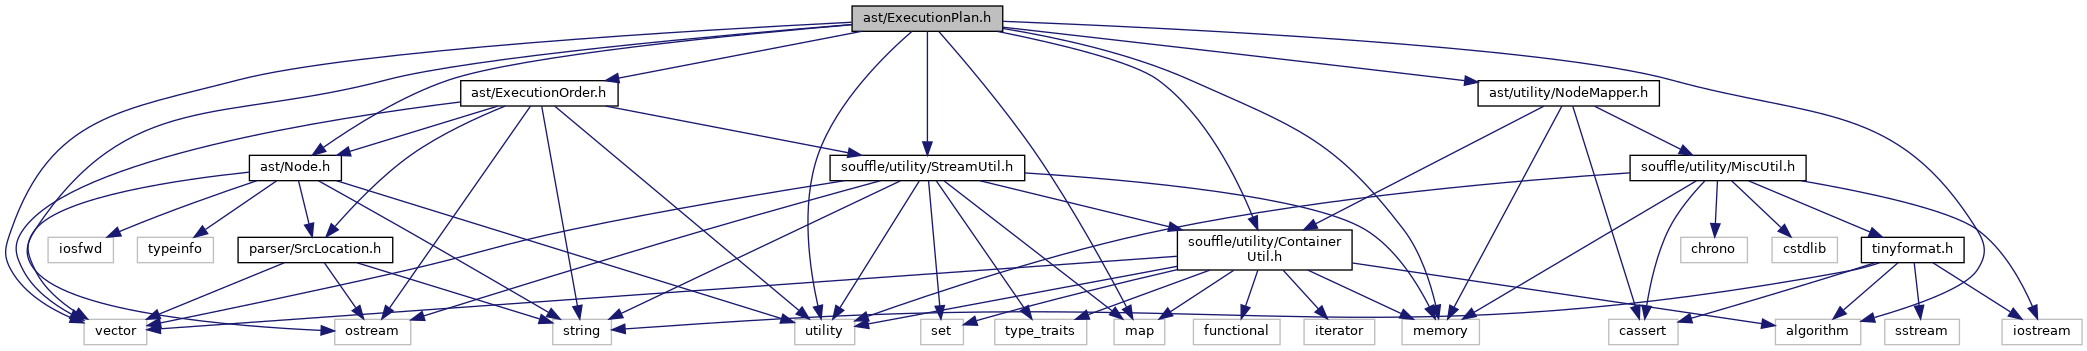 ast/ExecutionPlan.h
ast/ExecutionOrder.h
ast/utility/NodeMapper.h
ast/Node.h
souffle/utility/StreamUtil.h
souffle/utility/MiscUtil.h
iosfwd
typeinfo
parser/SrcLocation.h
souffle/utility/Container
Util.h
chrono
cstdlib
tinyformat.h
vector
ostream
string
utility
set
type_traits
map
functional
iterator
memory
cassert
algorithm
sstream
iostream